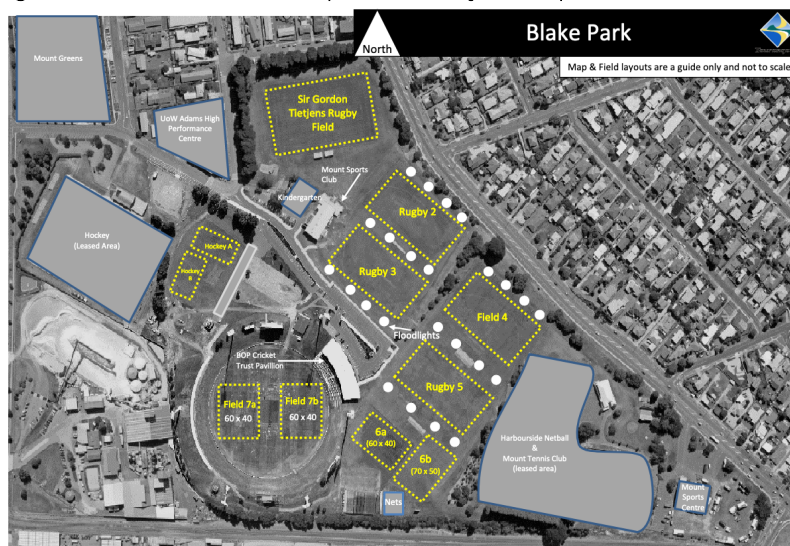 Blake Park
North
Map & Field layouts are a guide only and not to scale
Mount Greens
UoW Adams High
Performance
Centre
Sir Gordon
Tietjens Rugby
Field
Mount Sports
Club
Kindergarten
Rugby 2
Hockey
(Leased Area)
Hockey A
Hockey
B
Rugby 3
Field 4
Floodlights
BOP Cricket
Trust Pavilion
Rugby 5
Field 7a
60 x 40
Field 7b
60 x 40
6a
(60 x 40)
6b
(70 x 50)
Harbourside Netball
&
Mount Tennis Club
(leased area)
Nets
Mount
Sports
Centre